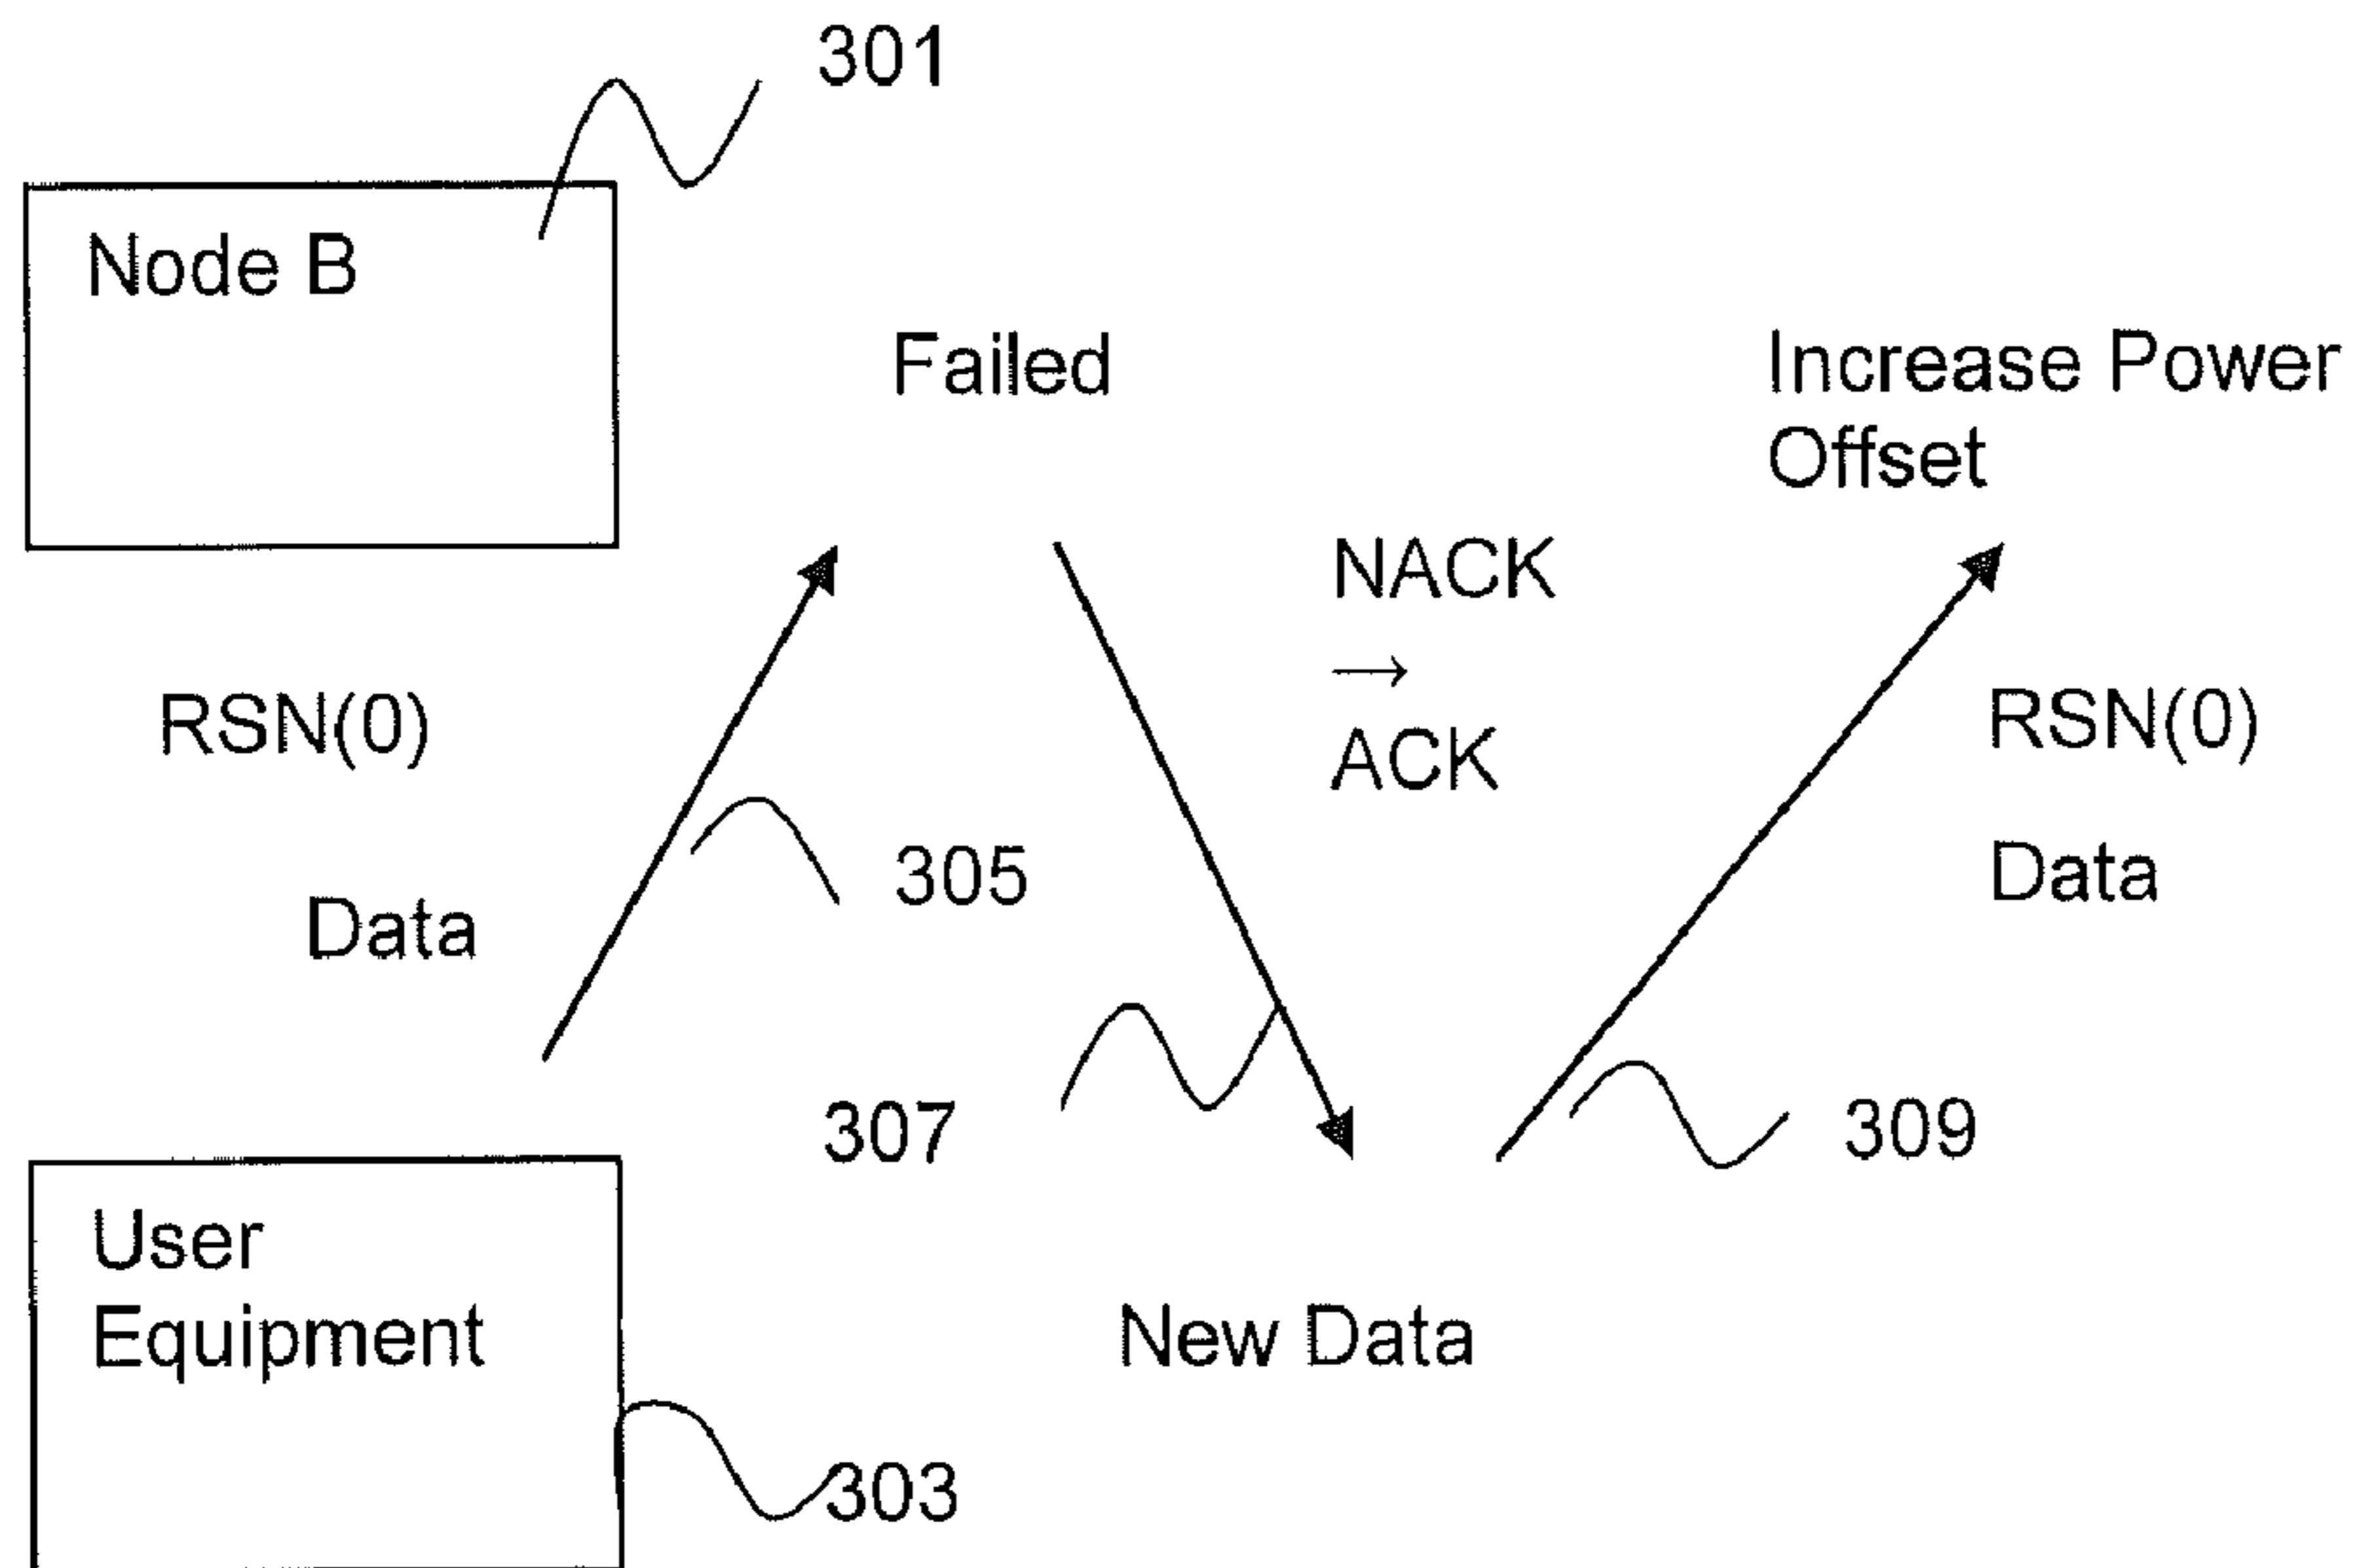 301
Node B
Failed
Increase Power
Offset
NACK
→
ACK
RSN(0)
Data
305
RSN(0)
Data
307
309
User
Equipment
New Data
303